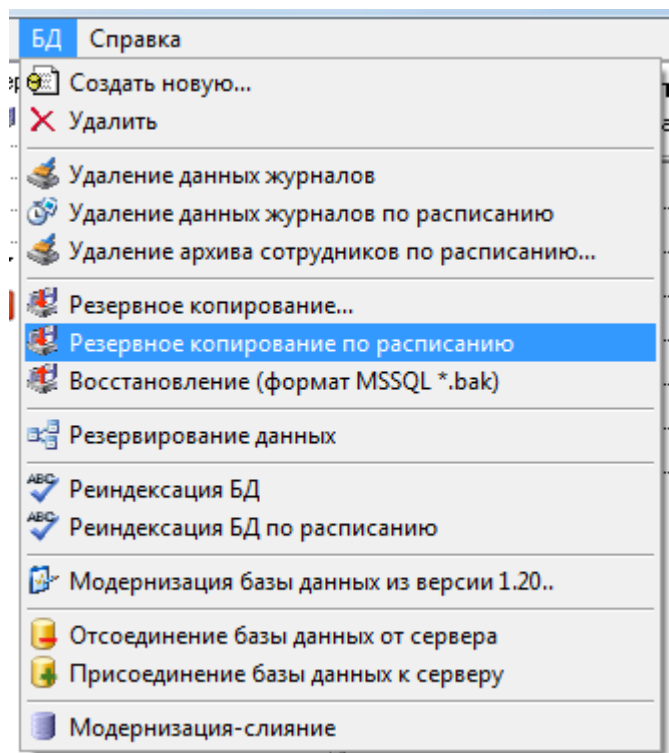 БД Справка
Создать новую...
Удалить
Удаление данных журналов
Удаление данных журналов по расписанию
Удаление архива сотрудников по расписанию...
Резервное копирование...
Резервное копирование по расписанию
Восстановление (формат MSSQL *.bak)
Резервирование данных
ABC Реиндексация БД
ABC Реиндексация БД по расписанию
Модернизация базы данных из версии 1.20..
Отсоединение базы данных от сервера
Присоединение базы данных к серверу
Модернизация-слияние